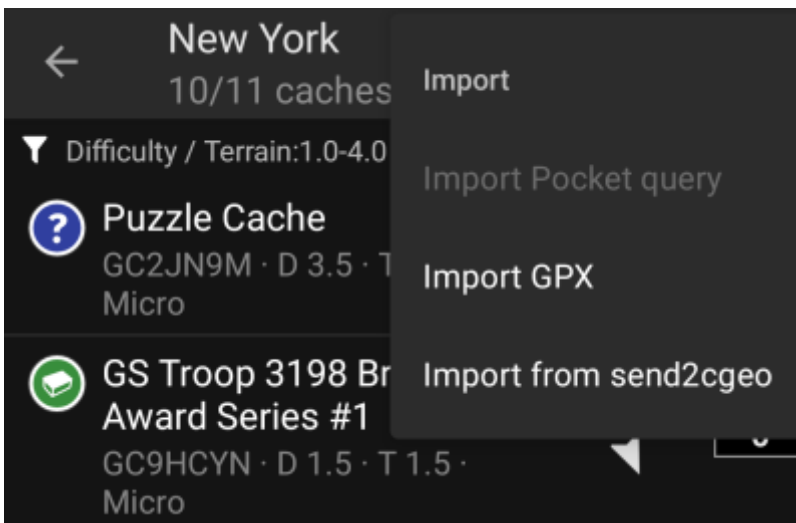 New York
10/11 caches
Import
Difficulty / Terrain:1.0-4.0
Import Pocket query
Puzzle Cache
GC2JN9M · D 3.5 · T
Micro
Import GPX
GS Troop 3198 Br
Award Series #1
Import from send2cgeo
GC9HCYN · D 1.5 · T 1.5 ·
Micro